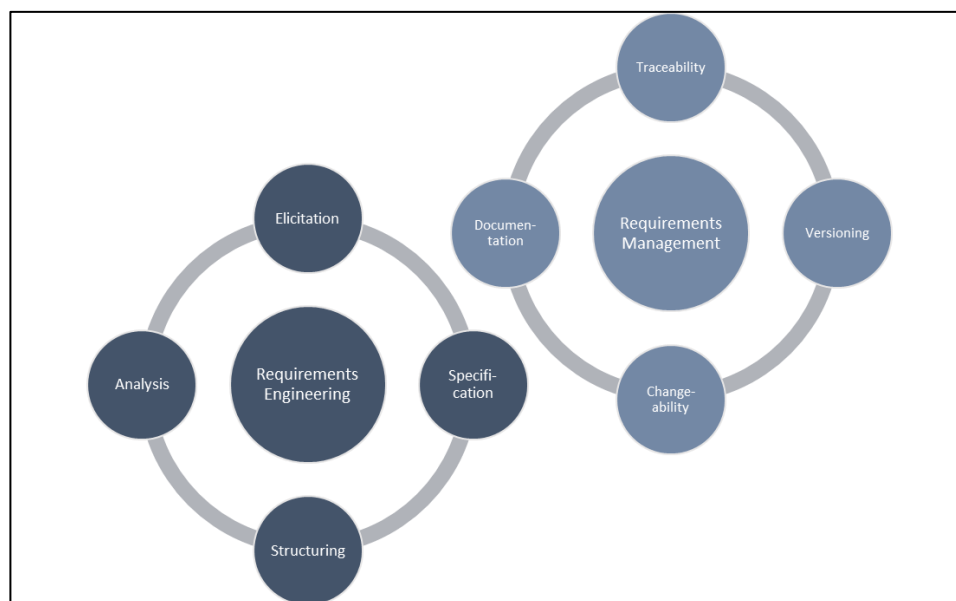 Traceability
Documen-
tation
Requirements
Management
Versioning
Change-
ability
Elicitation
Analysis
Requirements
Engineering
Specifi-
cation
Structuring